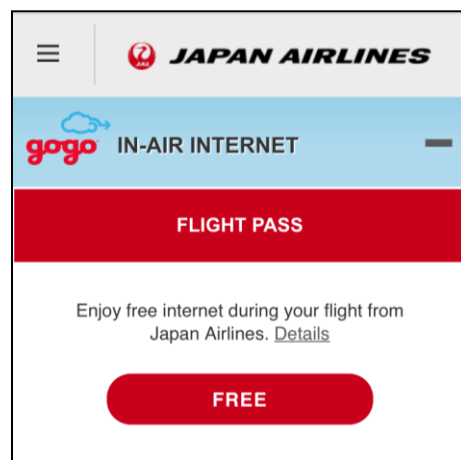 JAPAN AIRLINES
gogo IN-AIR INTERNET
FLIGHT PASS
Enjoy free internet during your flight from
Japan Airlines. Details
FREE